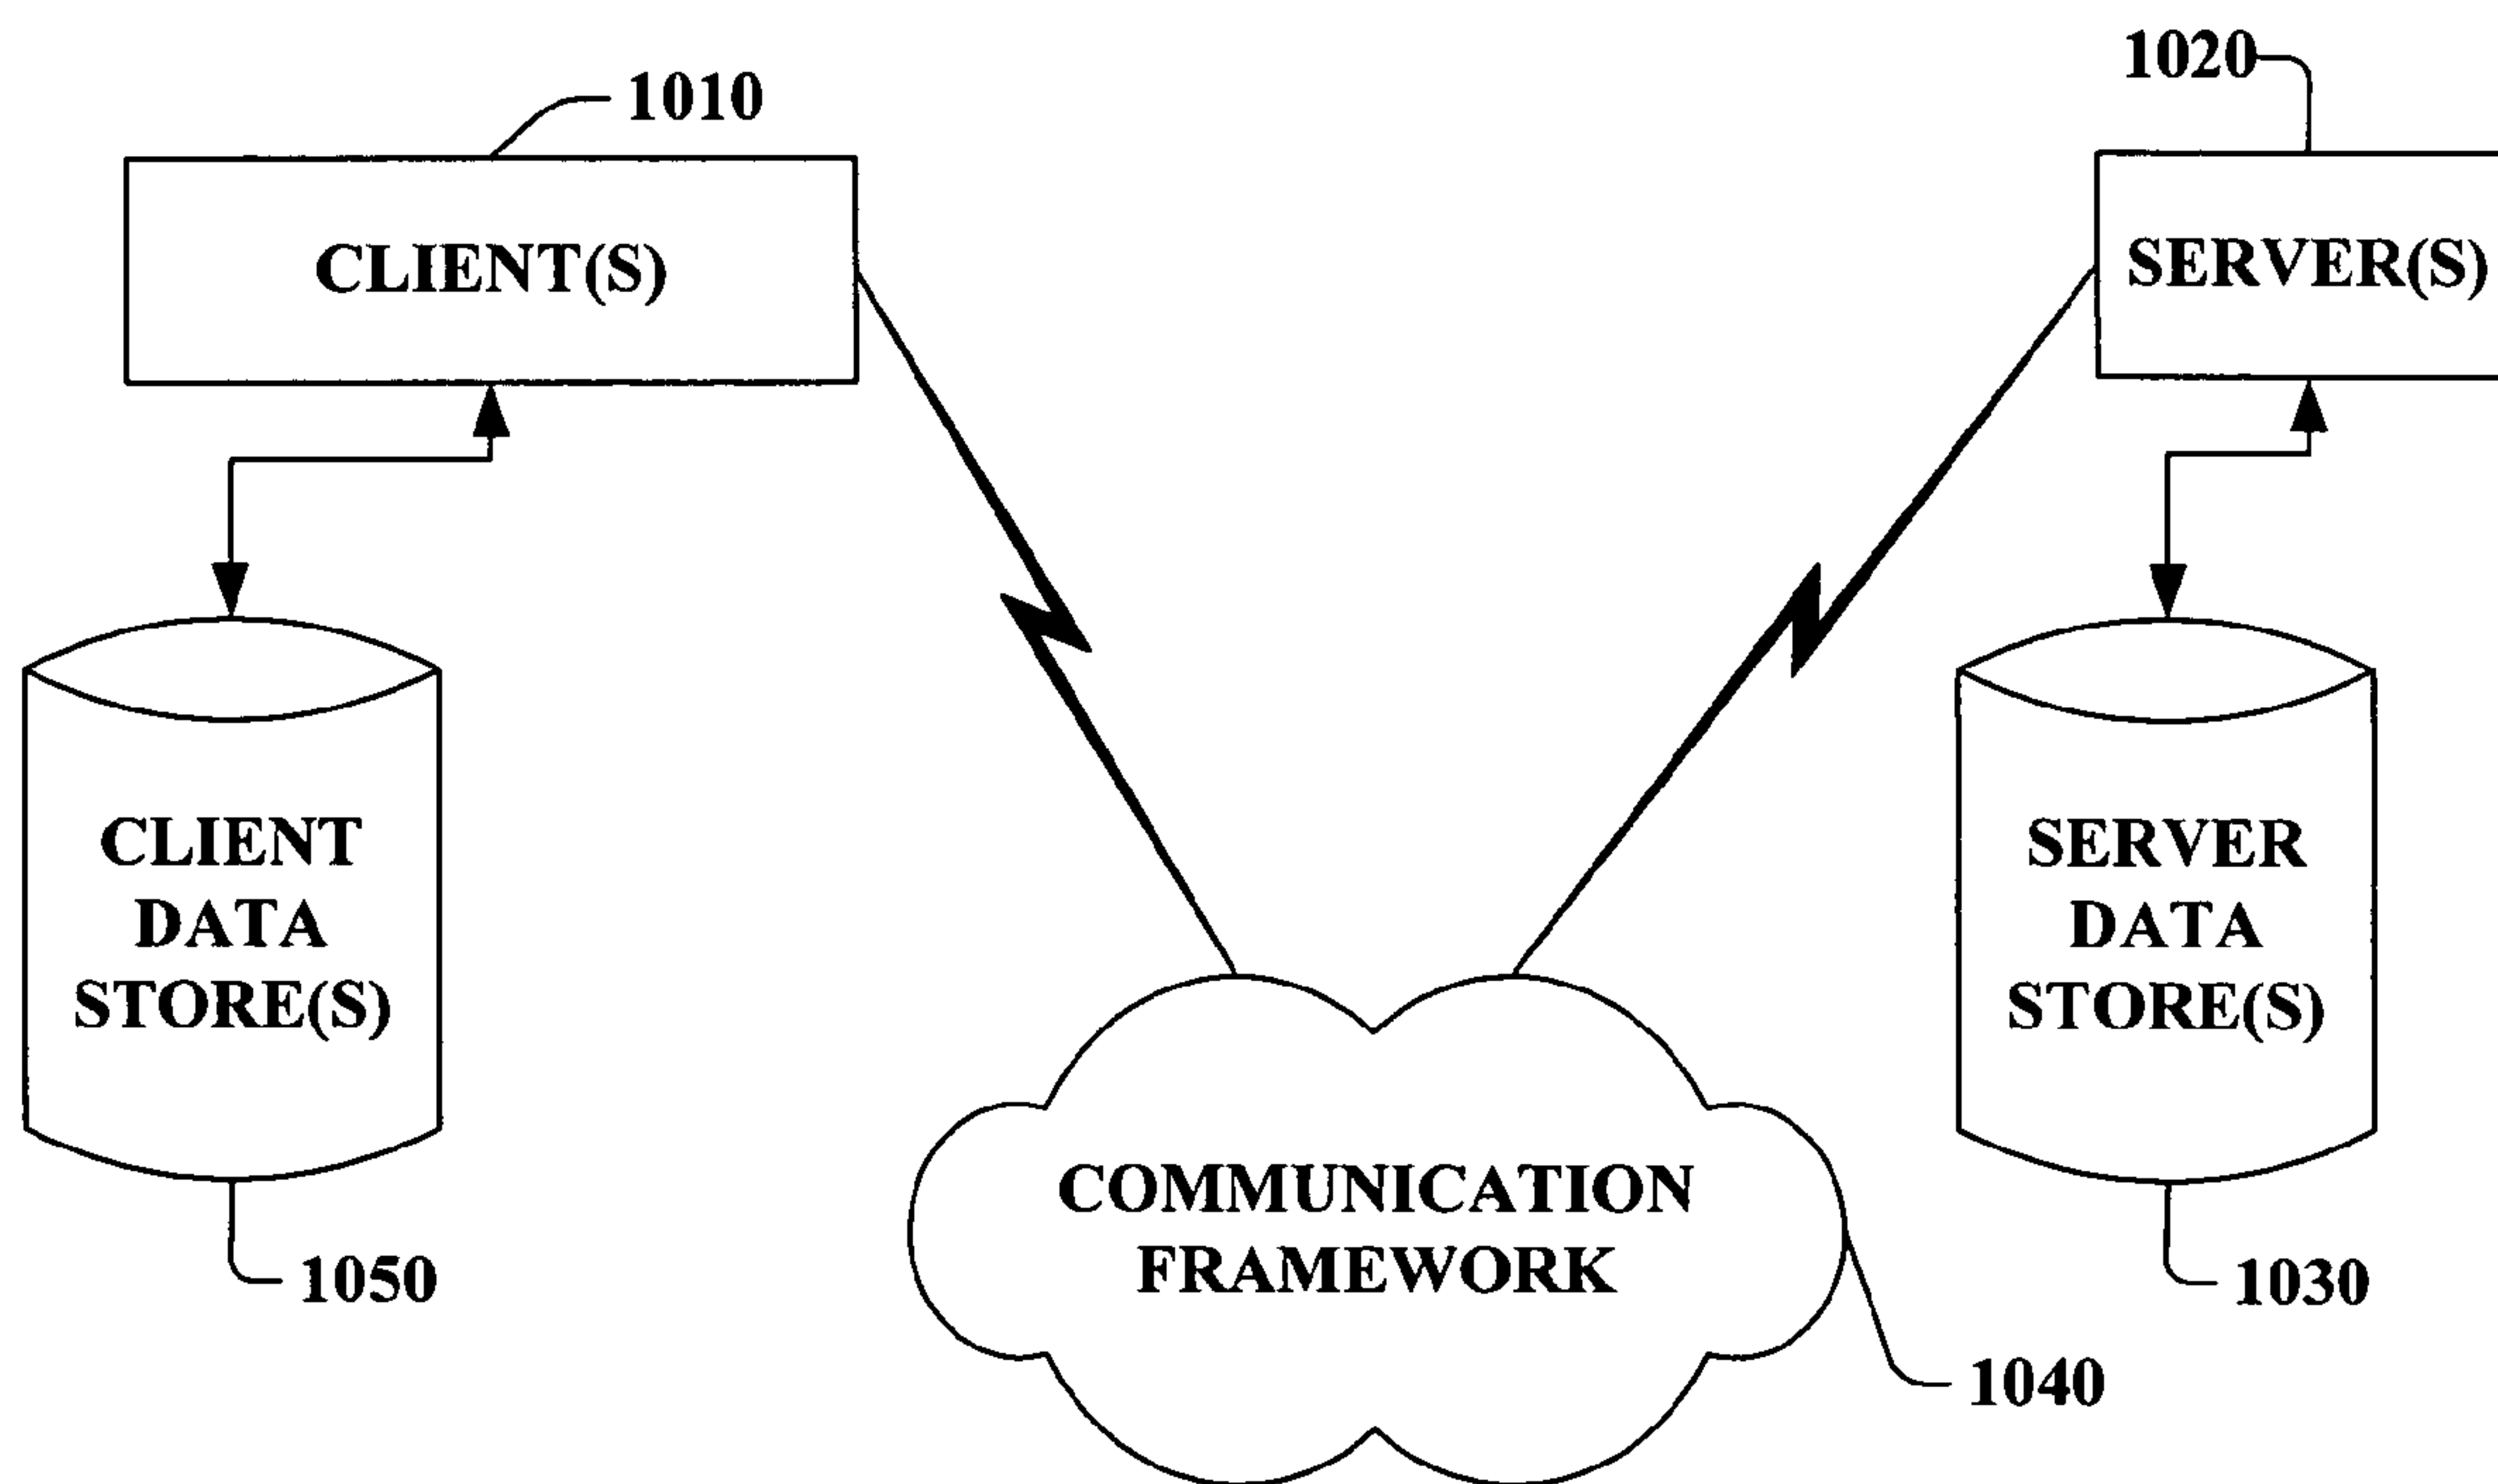 1010
1020
CLIENT(S)
SERVER(S)
CLIENT
DATA
STORE(S)
SERVER
DATA
STORE(S)
COMMUNICATION
FRAMEWORK
1050
1030
1040